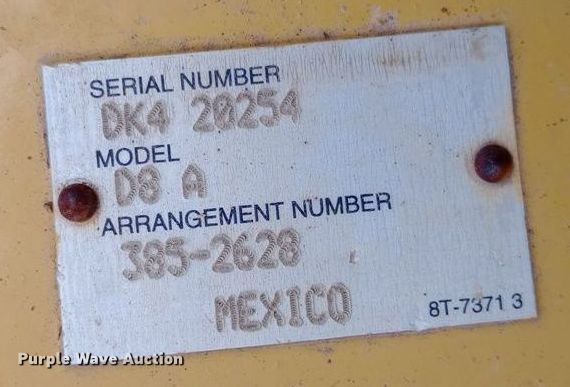 SERIAL NUMBER
DK4 20254
MODEL
D8 A
ARRANGEMENT NUMBER
385-2628
MEXICO
8T-7371 3
Purple Wave Auction